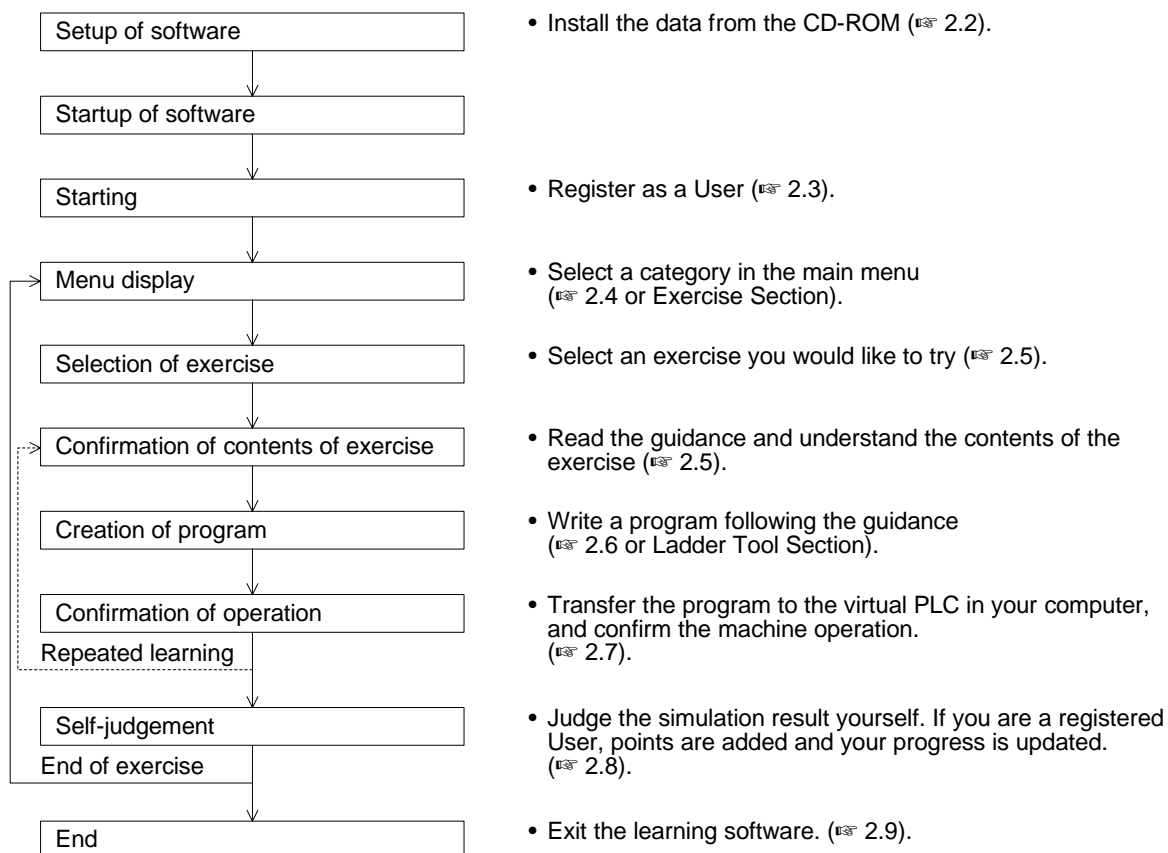 Setup of software
• Install the data from the CD-ROM (☞ 2.2).
Startup of software
Starting
• Register as a User (☞ 2.3).
Menu display
• Select a category in the main menu
(☞ 2.4 or Exercise Section).
Selection of exercise
• Select an exercise you would like to try (☞ 2.5).
Confirmation of contents of exercise
• Read the guidance and understand the contents of the
exercise (☞ 2.5).
Creation of program
• Write a program following the guidance
(☞ 2.6 or Ladder Tool Section).
Confirmation of operation
• Transfer the program to the virtual PLC in your computer,
and confirm the machine operation.
(☞ 2.7).
Repeated learning
Self-judgement
• Judge the simulation result yourself. If you are a registered
User, points are added and your progress is updated.
(☞ 2.8).
End of exercise
End
• Exit the learning software. (☞ 2.9).